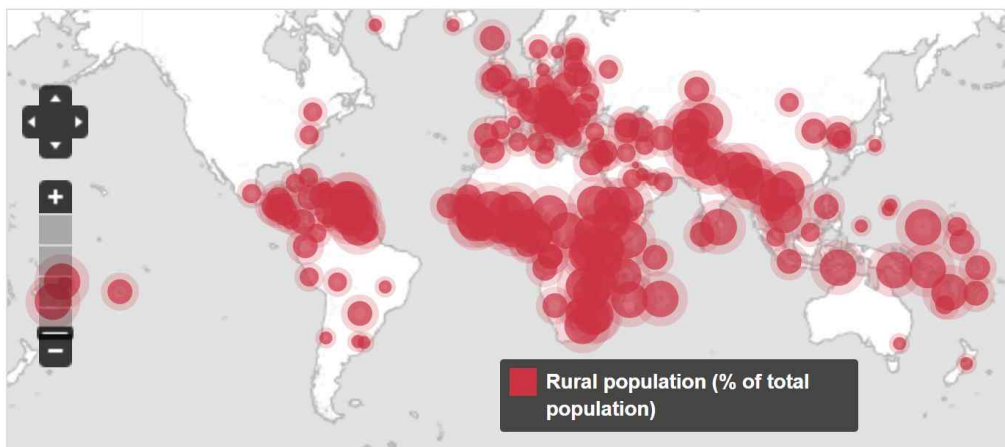 +
−
Rural population (% of total
population)